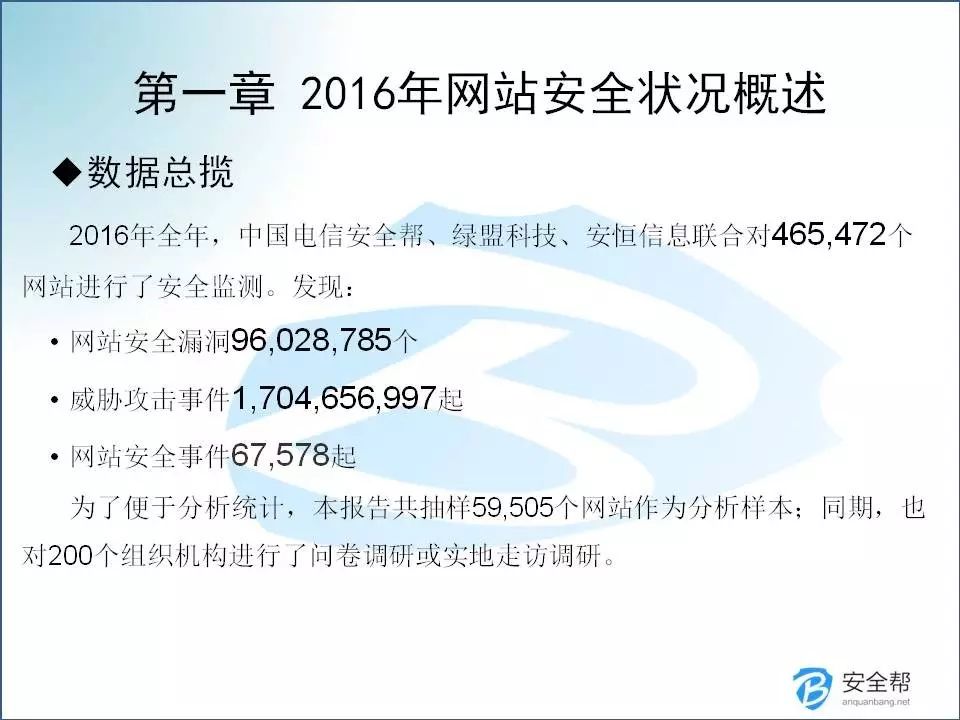 第一章 2016年网站安全状况概述
◆数据总揽
2016年全年，中国电信安全帮、绿盟科技、安恒信息联合对465,472个
网站进行了安全监测。发现：
• 网站安全漏洞96,028,785个
• 威胁攻击事件1,704,656,997起
• 网站安全事件67,578起
为了便于分析统计，本报告共抽样59,505个网站作为分析样本；同期，也
对200个组织机构进行了问卷调研或实地走访调研。
安全帮
anquanbang.net